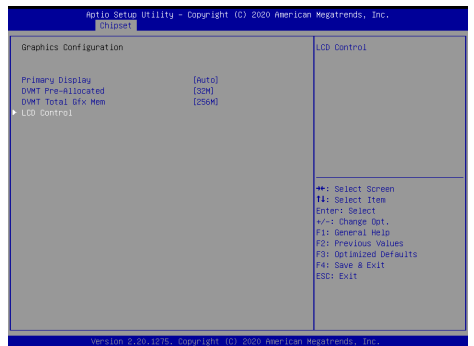 Aptio Setup Utility – Copyright (C) 2020 American Megatrends, Inc.
Chipset
Graphics Configuration
Primary Display [Auto]
DVMT Pre-Allocated [32M]
DVMT Total Gfx Mem [256M]
▶ LCD Control
LCD Control
→←: Select Screen
↑↓: Select Item
Enter: Select
+/-: Change Opt.
F1: General Help
F2: Previous Values
F3: Optimized Defaults
F4: Save & Exit
ESC: Exit
Version 2.20.1275. Copyright (C) 2020 American Megatrends, Inc.